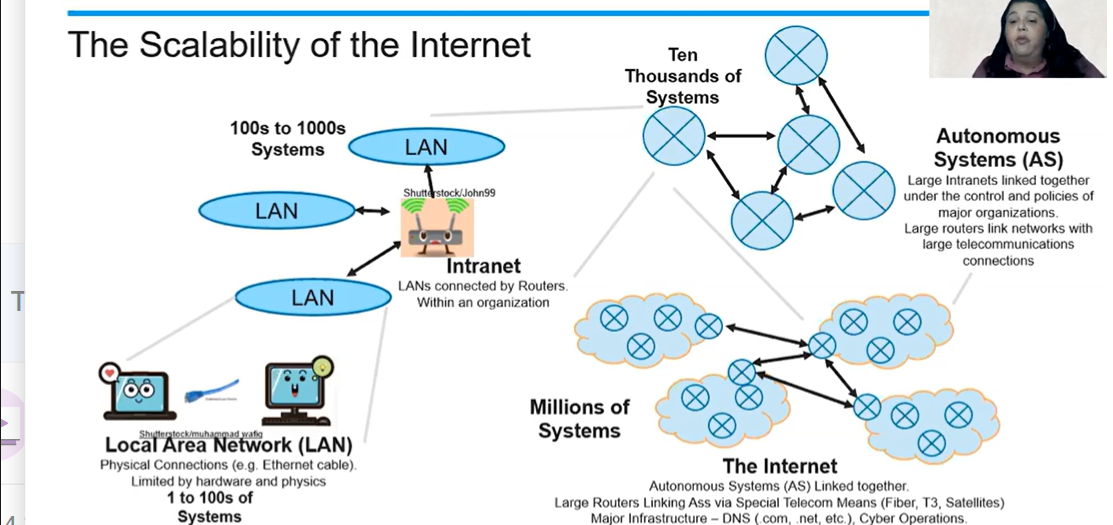 The Scalability of the Internet
100s to 1000s
Systems
LAN
LAN
LAN
Shutterstock/John99
Intranet
LANs connected by Routers.
Within an organization
Shutterstock/muhammad wafiq
Local Area Network (LAN)
Physical Connections (e.g. Ethernet cable).
Limited by hardware and physics
1 to 100s of
Systems
Ten
Thousands of
Systems
Autonomous
Systems (AS)
Large Intranets linked together
under the control and policies of
major organizations.
Large routers link networks with
large telecommunications
connections
Millions of
Systems
The Internet
Autonomous Systems (AS) Linked together.
Large Routers Linking Ass via Special Telecom Means (Fiber, T3, Satellites)
Major Infrastructure – DNS (.com, .net, etc.), Cyber Operations.
T